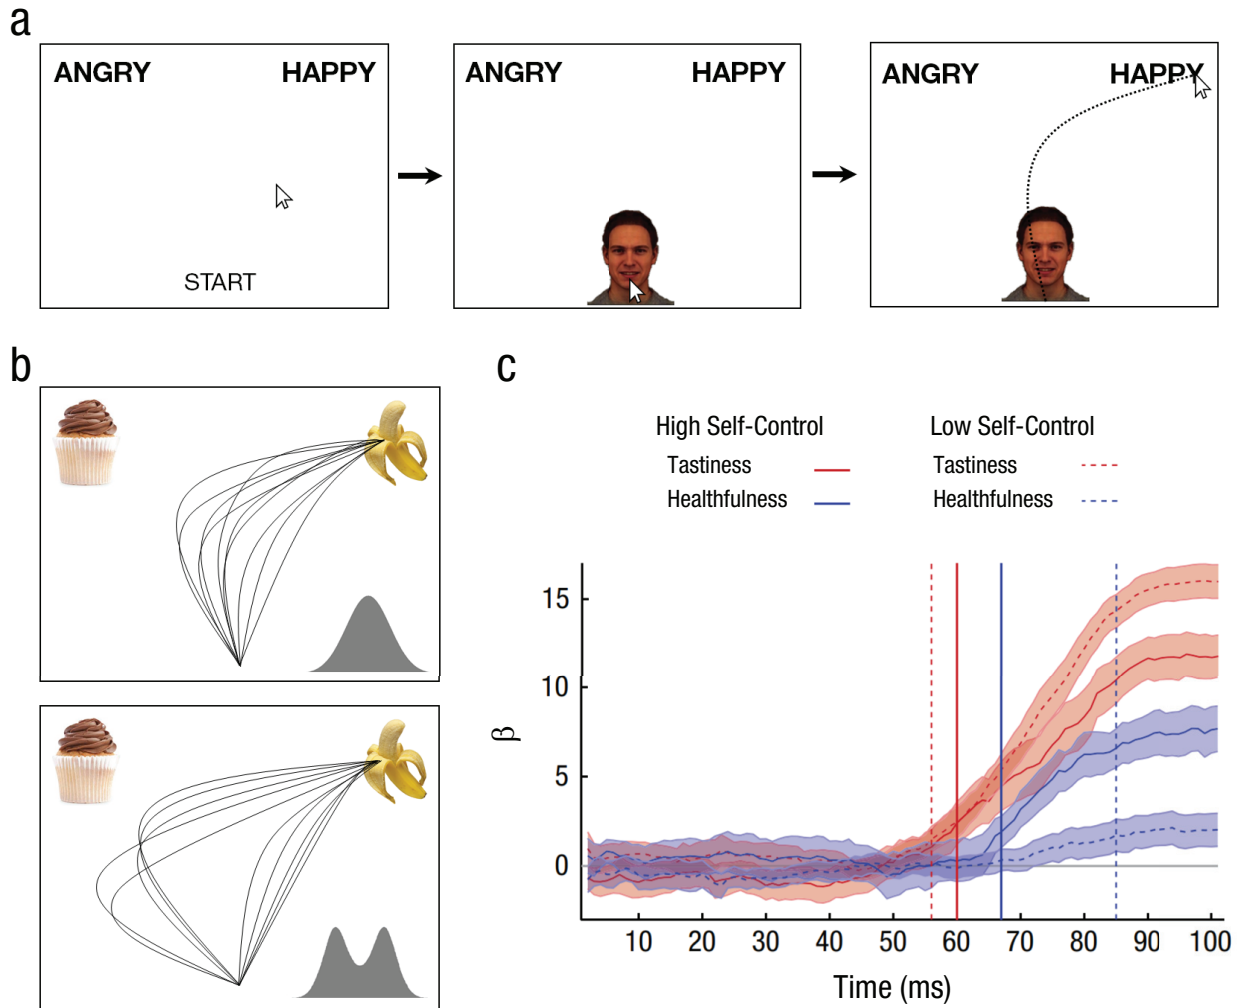 a
ANGRY HAPPY
START
ANGRY HAPPY
ANGRY HAPPY
b
c
High Self-Control Low Self-Control
Tastiness Tastiness
Healthfulness Healthfulness
15
10
5
0
β
10 20 30 40 50 60 70 80 90 100
Time (ms)